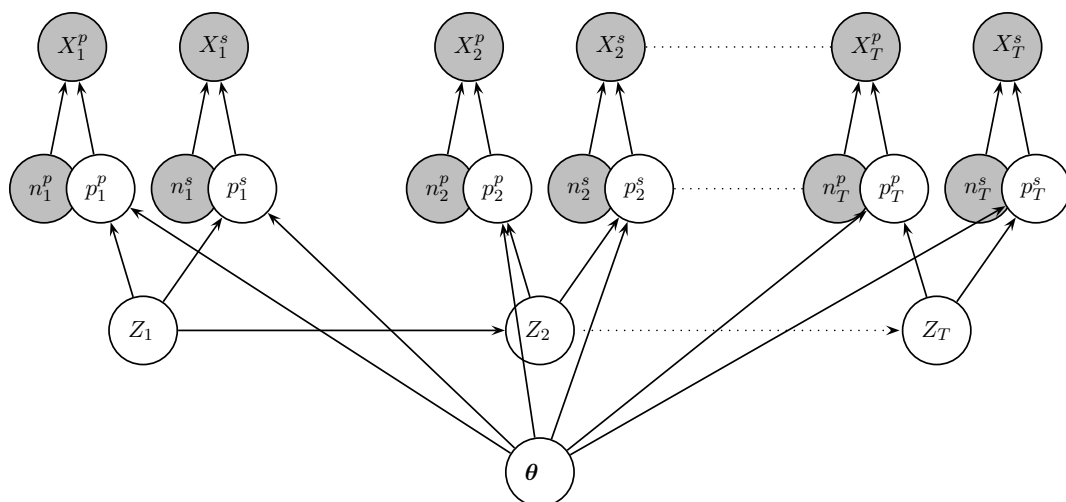 X_1^p X_1^s X_2^p X_2^s X_T^p X_T^s
n_1^p p_1^p n_1^s p_1^s n_2^p p_2^p n_2^s p_2^s n_T^p p_T^p n_T^s p_T^s
Z_1 Z_2 Z_T
θ